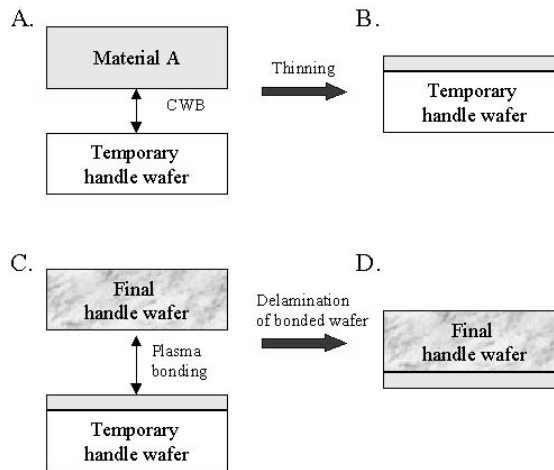 A.
Material A
CWB
Temporary
handle wafer
Thinning
B.
Temporary
handle wafer
C.
Final
handle wafer
Plasma
bonding
Temporary
handle wafer
Delamination
of bonded wafer
D.
Final
handle wafer